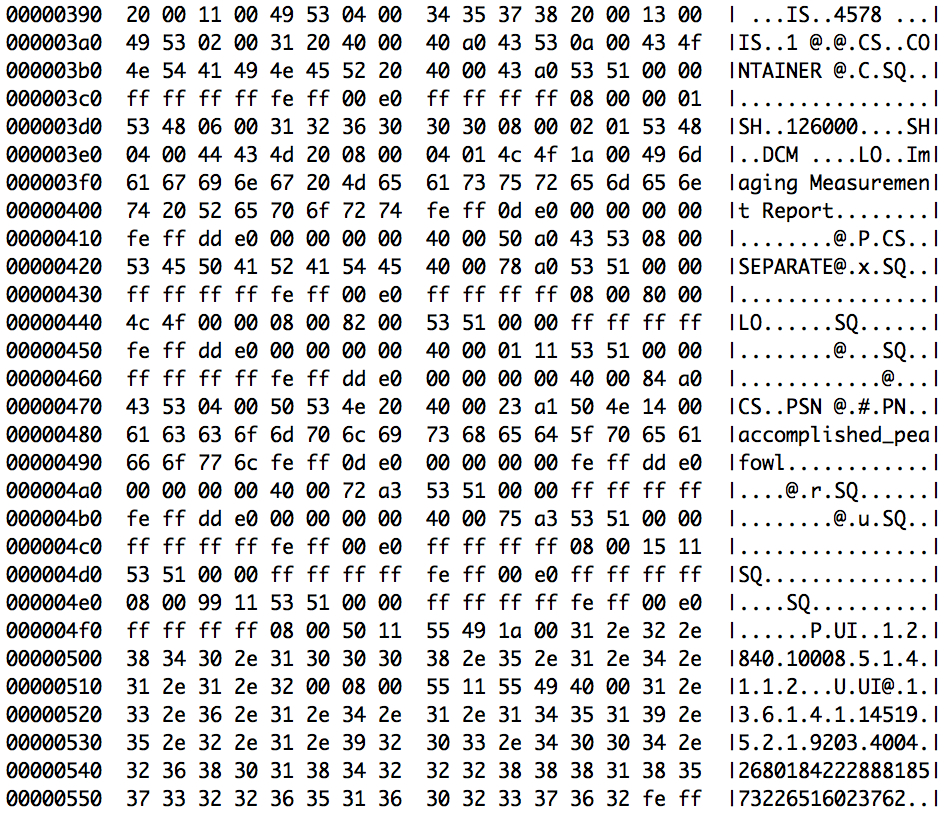 00000390  20 00 11 00 49 53 04 00  34 35 37 38 20 00 13 00  | ...IS..4578 ...|
000003a0  49 53 02 00 31 20 40 00  40 a0 43 53 0a 00 43 4f  |IS..1 @.@.CS..CO|
000003b0  4e 54 41 49 4e 45 52 20  40 00 43 a0 53 51 00 00  |NTAINER @.C.SQ..|
000003c0  ff ff ff ff fe ff 00 e0  ff ff ff ff 08 00 00 01  |................|
000003d0  53 48 06 00 31 32 36 30  30 30 08 00 02 01 53 48  |SH..126000....SH|
000003e0  04 00 44 43 4d 20 08 00  04 01 4c 4f 1a 00 49 6d  |..DCM ....LO..Im|
000003f0  61 67 69 6e 67 20 4d 65  61 73 75 72 65 6d 65 6e  |aging Measuremen|
00000400  74 20 52 65 70 6f 72 74  fe ff 0d e0 00 00 00 00  |t Report........|
00000410  fe ff dd e0 00 00 00 00  40 00 50 a0 43 53 08 00  |........@.P.CS..|
00000420  53 45 50 41 52 41 54 45  40 00 78 a0 53 51 00 00  |SEPARATE@.x.SQ..|
00000430  ff ff ff ff fe ff 00 e0  ff ff ff ff 08 00 80 00  |................|
00000440  4c 4f 00 00 08 00 82 00  53 51 00 00 ff ff ff ff  |LO......SQ......|
00000450  fe ff dd e0 00 00 00 00  40 00 01 11 53 51 00 00  |........@...SQ..|
00000460  ff ff ff ff fe ff dd e0  00 00 00 00 40 00 84 a0  |............@...|
00000470  43 53 04 00 50 53 4e 20  40 00 23 a1 50 4e 14 00  |CS..PSN @.#.PN..|
00000480  61 63 63 6f 6d 70 6c 69  73 68 65 64 5f 70 65 61  |accomplished_pea|
00000490  66 6f 77 6c fe ff 0d e0  00 00 00 00 fe ff dd e0  |fowl............|
000004a0  00 00 00 00 40 00 72 a3  53 51 00 00 ff ff ff ff  |....@.r.SQ......|
000004b0  fe ff dd e0 00 00 00 00  40 00 75 a3 53 51 00 00  |........@.u.SQ..|
000004c0  ff ff ff ff fe ff 00 e0  ff ff ff ff 08 00 15 11  |................|
000004d0  53 51 00 00 ff ff ff ff  fe ff 00 e0 ff ff ff ff  |SQ..............|
000004e0  08 00 99 11 53 51 00 00  ff ff ff ff fe ff 00 e0  |....SQ..........|
000004f0  ff ff ff ff 08 00 50 11  55 49 1a 00 31 2e 32 2e  |......P.UI..1.2.|
00000500  38 34 30 2e 31 30 30 30  38 2e 35 2e 31 2e 34 2e  |840.10008.5.1.4.|
00000510  31 2e 31 2e 32 00 08 00  55 11 55 49 40 00 31 2e  |1.1.2...U.UI@.1.|
00000520  33 2e 36 2e 31 2e 34 2e  31 2e 31 34 35 31 39 2e  |3.6.1.4.1.14519.|
00000530  35 2e 32 2e 31 2e 39 32  30 33 2e 34 30 30 34 2e  |5.2.1.9203.4004.|
00000540  32 36 38 30 31 38 34 32  32 32 38 38 38 31 38 35  |2680184222888185|
00000550  37 33 32 32 36 35 31 36  30 32 33 37 36 32 fe ff  |73226516023762..|